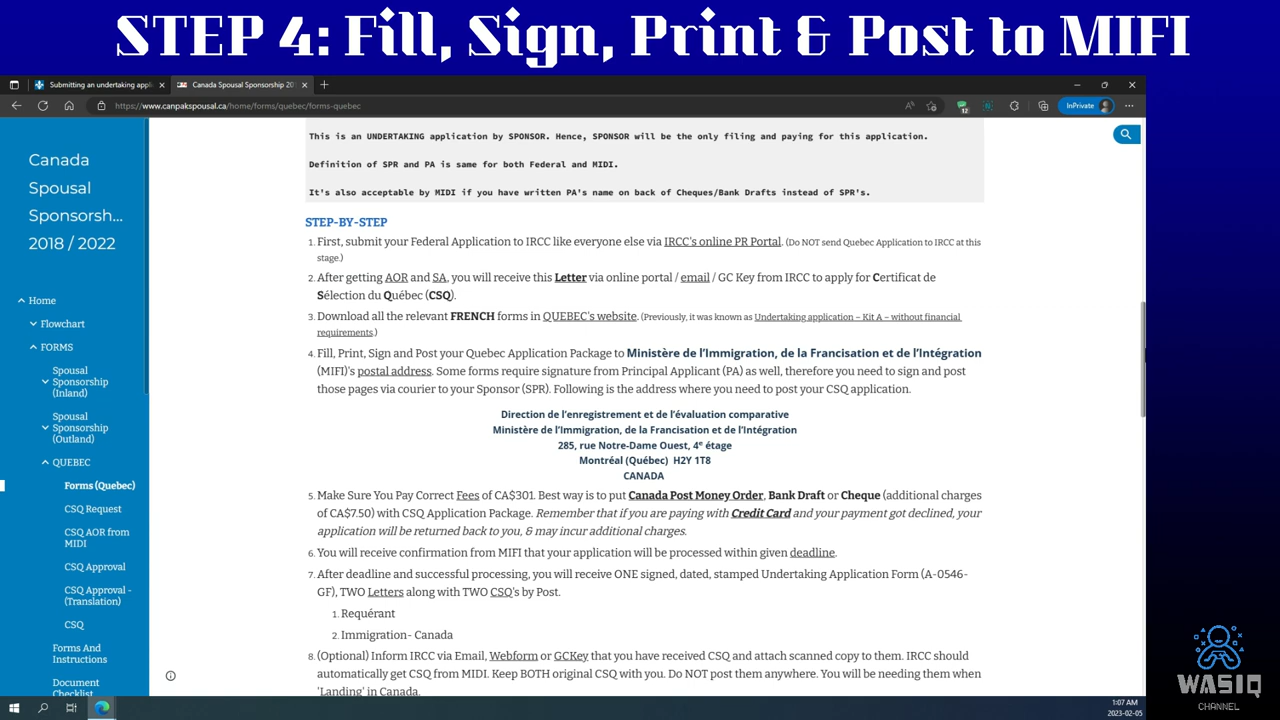 STEP 4: Fill, Sign, Print & Post to MIFI
Submitting an undertaking appli
Canada Spousal Sponsorship 201
https://www.canpakspousal.ca/home/forms/quebec/forms-quebec
12
InPrivate
Canada
Spousal
Sponsorsh...
2018 / 2022
Home
Flowchart
FORMS
Spousal
Sponsorship
(Inland)
Spousal
Sponsorship
(Outland)
QUEBEC
Forms (Quebec)
CSQ Request
CSQ AOR from
MIDI
CSQ Approval
CSQ Approval -
(Translation)
CSQ
Forms And
Instructions
Document
Checklist
This is an UNDERTAKING application by SPONSOR. Hence, SPONSOR will be the only filing and paying for this application.
Definition of SPR and PA is same for both Federal and MIDI.
It's also acceptable by MIDI if you have written PA's name on back of Cheques/Bank Drafts instead of SPR's.
STEP-BY-STEP
1. First, submit your Federal Application to IRCC like everyone else via IRCC's online PR Portal. (Do NOT send Quebec Application to IRCC at this
stage.)
2. After getting AOR and SA, you will receive this Letter via online portal / email / GC Key from IRCC to apply for Certificat de
Sélection du Québec (CSQ).
3. Download all the relevant FRENCH forms in QUEBEC's website. (Previously, it was known as Undertaking application – Kit A – without financial
requirements.)
4. Fill, Print, Sign and Post your Quebec Application Package to Ministère de l'Immigration, de la Francisation et de l'Intégration
(MIFI)'s postal address. Some forms require signature from Principal Applicant (PA) as well, therefore you need to sign and post
those pages via courier to your Sponsor (SPR). Following is the address where you need to post your CSQ application.
Direction de l'enregistrement et de l'évaluation comparative
Ministère de l'Immigration, de la Francisation et de l'Intégration
285, rue Notre-Dame Ouest, 4e étage
Montréal (Québec) H2Y 1T8
CANADA
5. Make Sure You Pay Correct Fees of CA$301. Best way is to put Canada Post Money Order, Bank Draft or Cheque (additional charges
of CA$7.50) with CSQ Application Package. Remember that if you are paying with Credit Card and your payment got declined, your
application will be returned back to you, & may incur additional charges.
6. You will receive confirmation from MIFI that your application will be processed within given deadline.
7. After deadline and successful processing, you will receive ONE signed, dated, stamped Undertaking Application Form (A-0546-
GF), TWO Letters along with TWO CSQ's by Post.
1. Requérant
2. Immigration- Canada
8. (Optional) Inform IRCC via Email, Webform or GCKey that you have received CSQ and attach scanned copy to them. IRCC should
automatically get CSQ from MIDI. Keep BOTH original CSQ with you. Do NOT post them anywhere. You will be needing them when
'Landing' in Canada.
WASIQ
CHANNEL
1:07 AM
2023-02-05